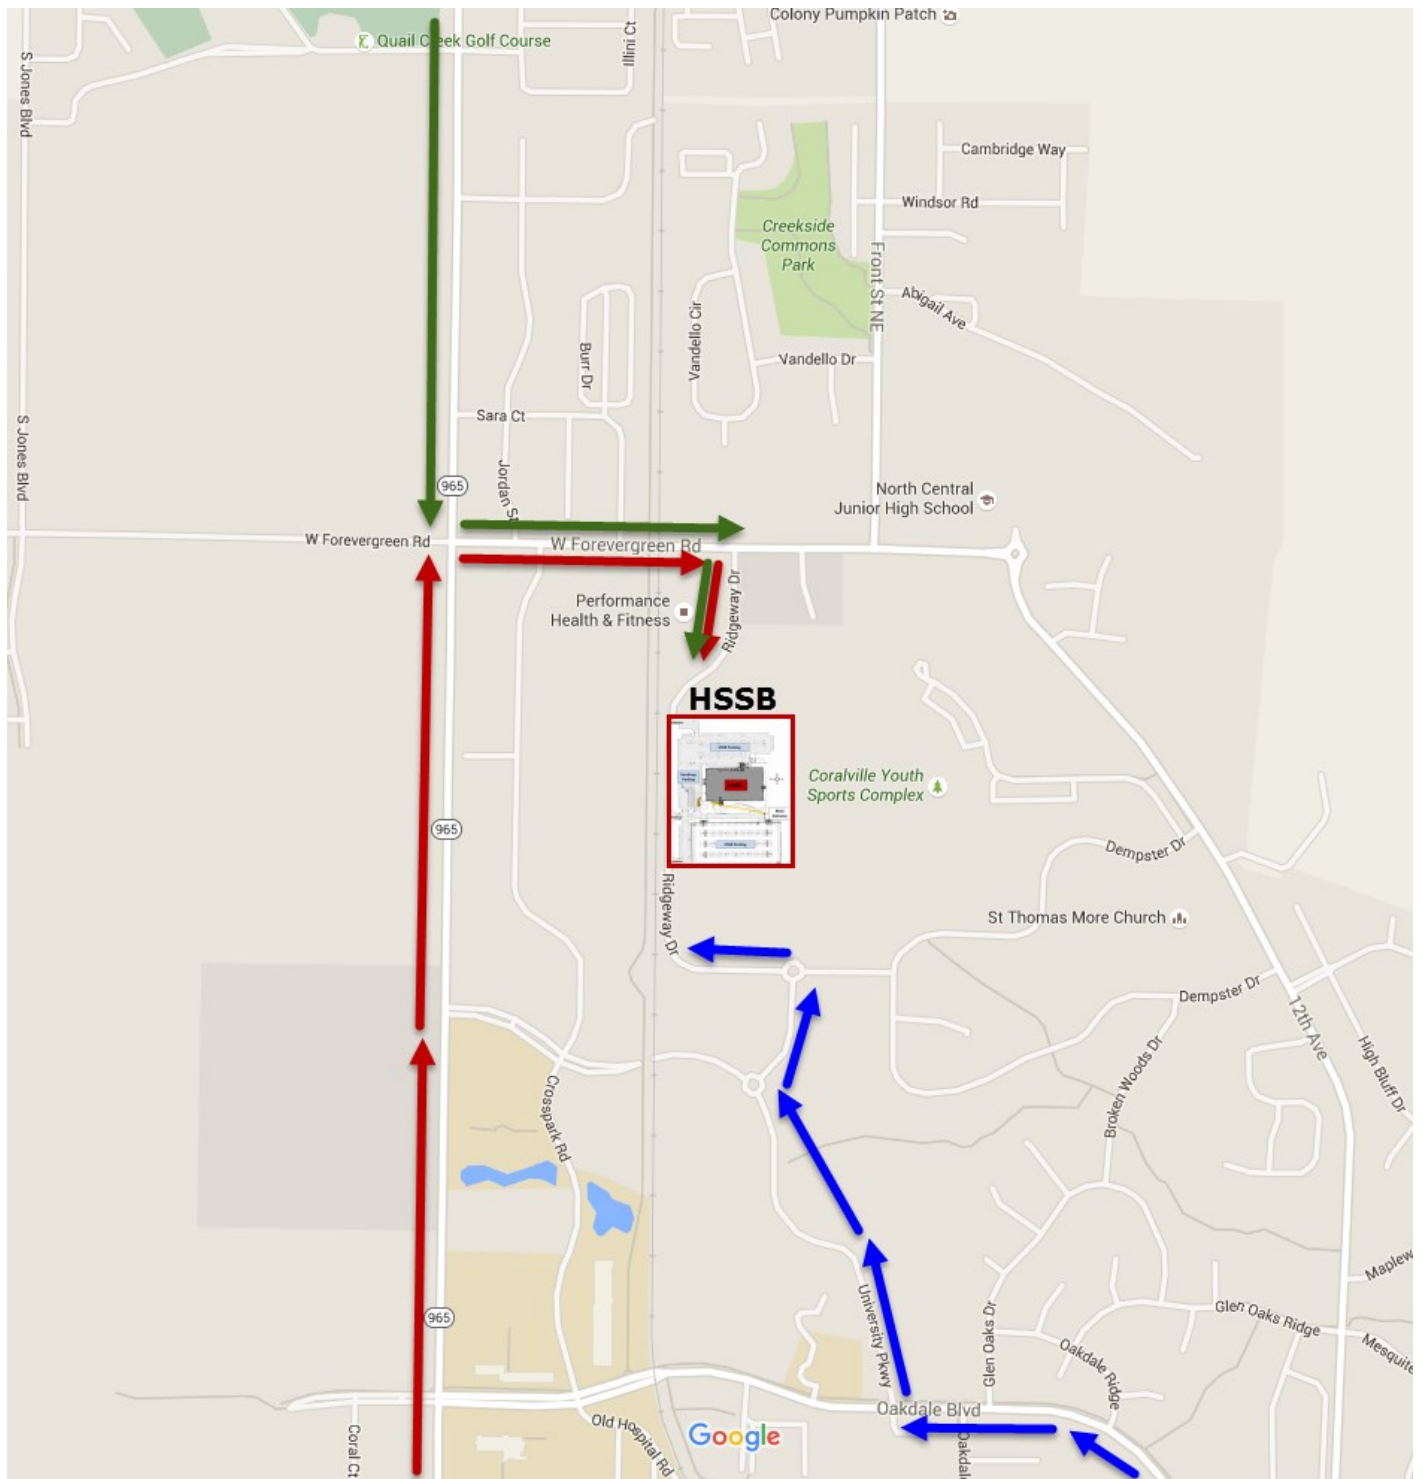 Colony Pumpkin Patch
Quail Creek Golf Course
Illini Ct
S Jones Blvd
Cambridge Way
Windsor Rd
Creekside
Commons
Park
Front St NE
Abigail Ave
Vandello Cir
Vandello Dr
Burr Dr
Sara Ct
S Jones Blvd
Jordan St
965
North Central
Junior High School
W Forevergreen Rd
W Forevergreen Rd
Performance
Health & Fitness
Ridgeway Dr
HSSB
Coralville Youth
Sports Complex
965
Dempster Dr
Ridgeway Dr
St Thomas More Church
Dempster Dr
12th Ave
High Bluff Dr
Broken Woods Dr
Crosspark Rd
Maplew
University Pkwy
Glen Oaks Dr
Glen Oaks Ridge
965
Mesquite
Oakdale Ridge
Oakdale Blvd
Old Hospital Rd
Google
Coral Ct
Oakdale